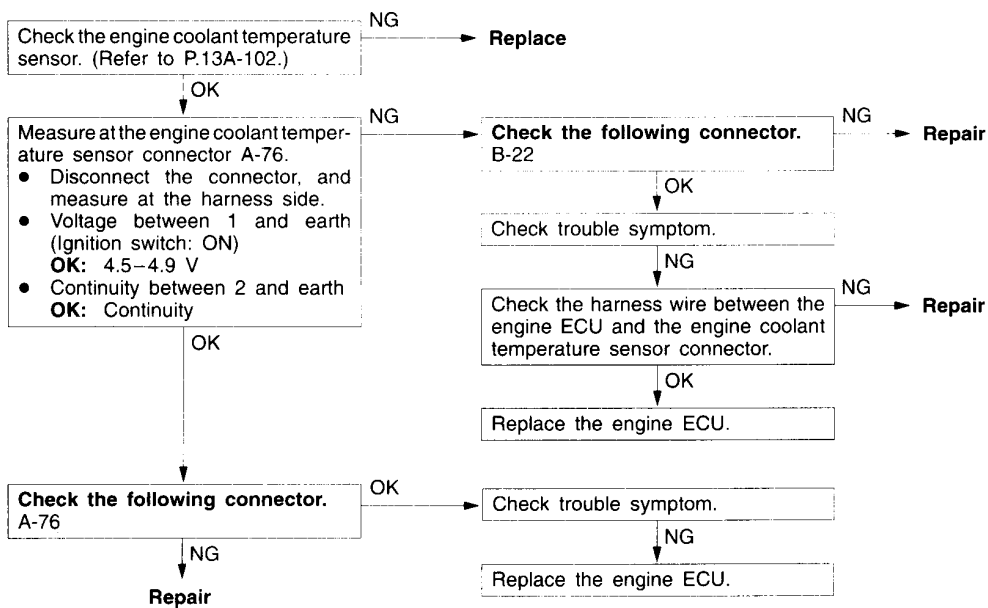 Check the engine coolant temperature
sensor. (Refer to P.13A-102.)
NG
Replace
OK
Measure at the engine coolant temper-
ature sensor connector A-76.
● Disconnect the connector, and
measure at the harness side.
● Voltage between 1 and earth
(Ignition switch: ON)
OK: 4.5–4.9 V
● Continuity between 2 and earth
OK: Continuity
NG
Check the following connector.
B-22
NG
Repair
OK
Check trouble symptom.
NG
Check the harness wire between the
engine ECU and the engine coolant
temperature sensor connector.
NG
Repair
OK
Replace the engine ECU.
OK
Check the following connector.
A-76
OK
Check trouble symptom.
NG
Replace the engine ECU.
NG
Repair